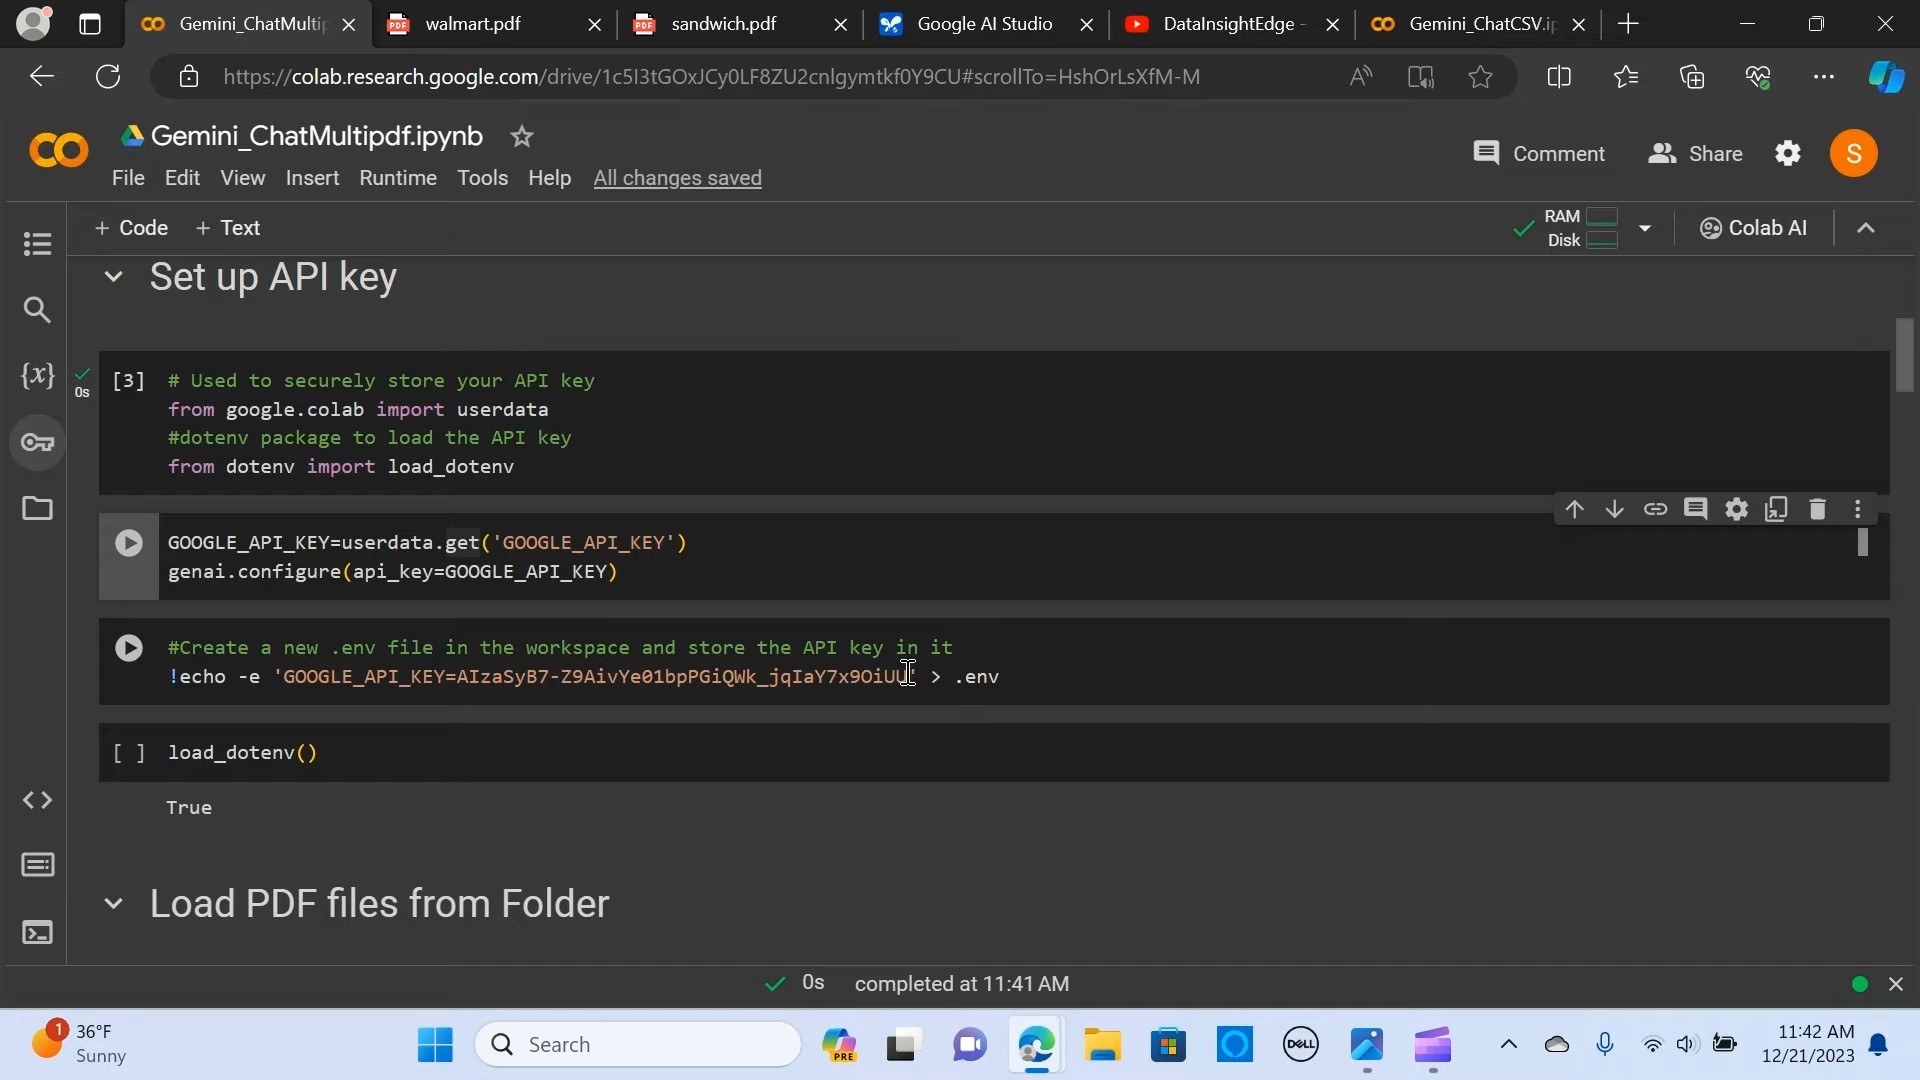 Gemini_ChatMultip
walmart.pdf
sandwich.pdf
Google AI Studio
DataInsightEdge -
Gemini_ChatCSV.ip
https://colab.research.google.com/drive/1c5I3tGOxJCy0LF8ZU2cnlgymtkf0Y9CU#scrollTo=HshOrLsXfM-M
Gemini_ChatMultipdf.ipynb
Comment
Share
S
File Edit View Insert Runtime Tools Help All changes saved
+ Code + Text
RAM
Disk
Colab AI
Set up API key
[3] # Used to securely store your API key
0s
from google.colab import userdata
#dotenv package to load the API key
from dotenv import load_dotenv
GOOGLE_API_KEY=userdata.get('GOOGLE_API_KEY')
genai.configure(api_key=GOOGLE_API_KEY)
#Create a new .env file in the workspace and store the API key in it
!echo -e 'GOOGLE_API_KEY= > .env
[ ] load_dotenv()
True
Load PDF files from Folder
0s completed at 11:41 AM
1
36°F
Sunny
Search
PRE
DELL
11:42 AM
12/21/2023